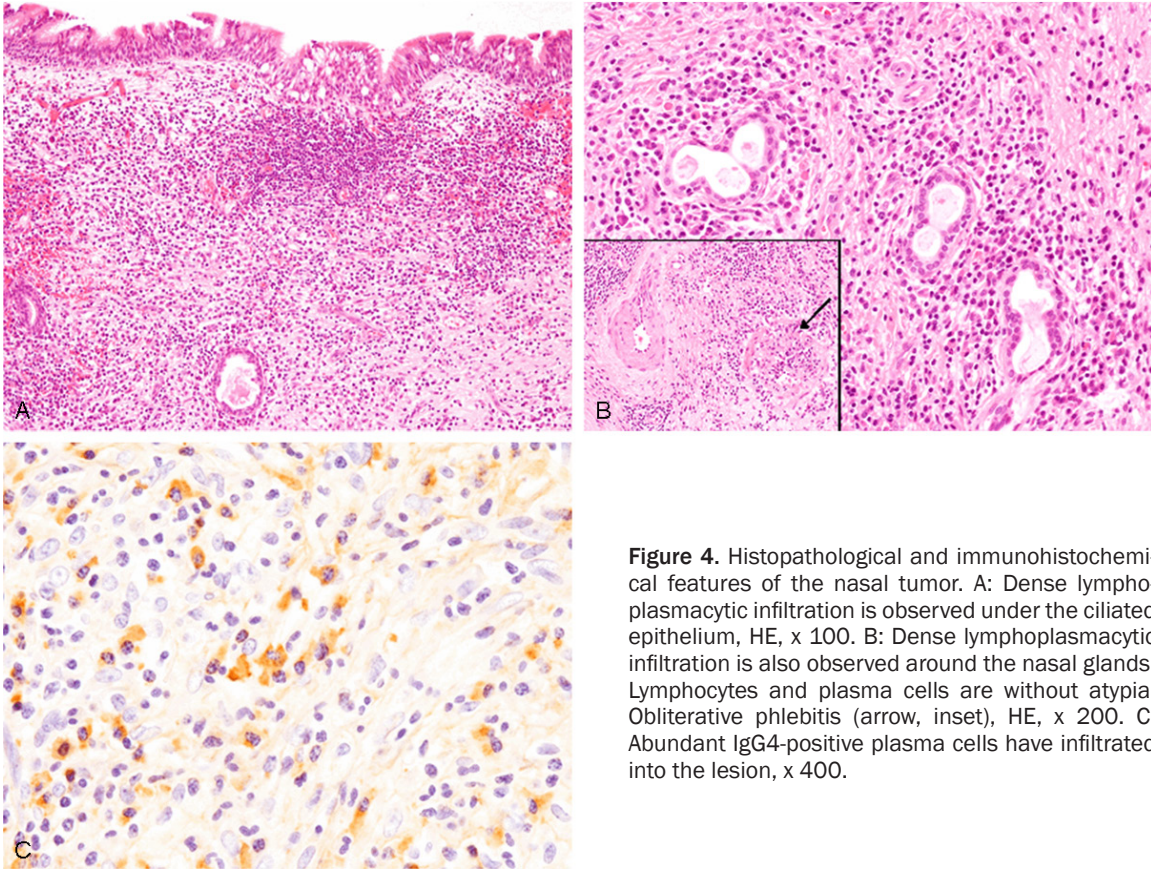 A
B
C
Figure 4. Histopathological and immunohistochemi-
cal features of the nasal tumor. A: Dense lympho-
plasmacytic infiltration is observed under the ciliated
epithelium, HE, x 100. B: Dense lymphoplasmacytic
infiltration is also observed around the nasal glands.
Lymphocytes and plasma cells are without atypia.
Obliterative phlebitis (arrow, inset), HE, x 200. C:
Abundant IgG4-positive plasma cells have infiltrated
into the lesion, x 400.